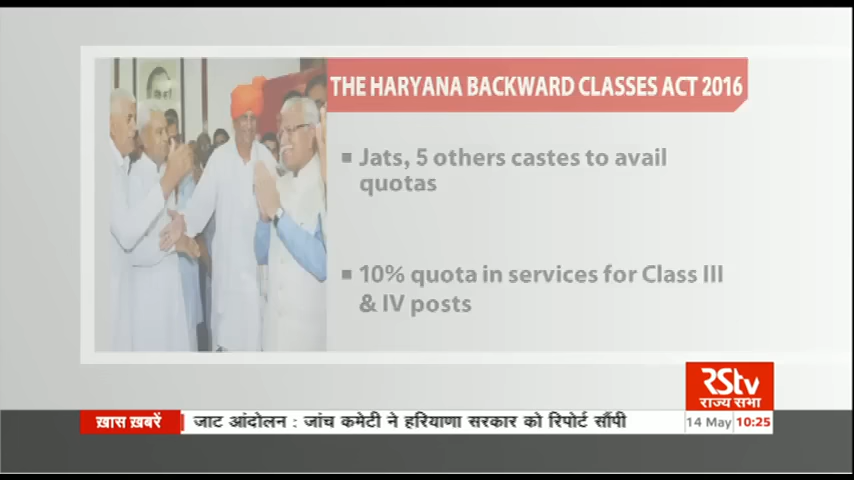 THE HARYANA BACKWARD CLASSES ACT 2016
Jats, 5 others castes to avail
quotas
10% quota in services for Class III
& IV posts
RStv
राज्य सभा
ख़ास ख़बरें
जाट आंदोलन : जांच कमेटी ने हरियाणा सरकार को रिपोर्ट सौंपी
14 May 10:25